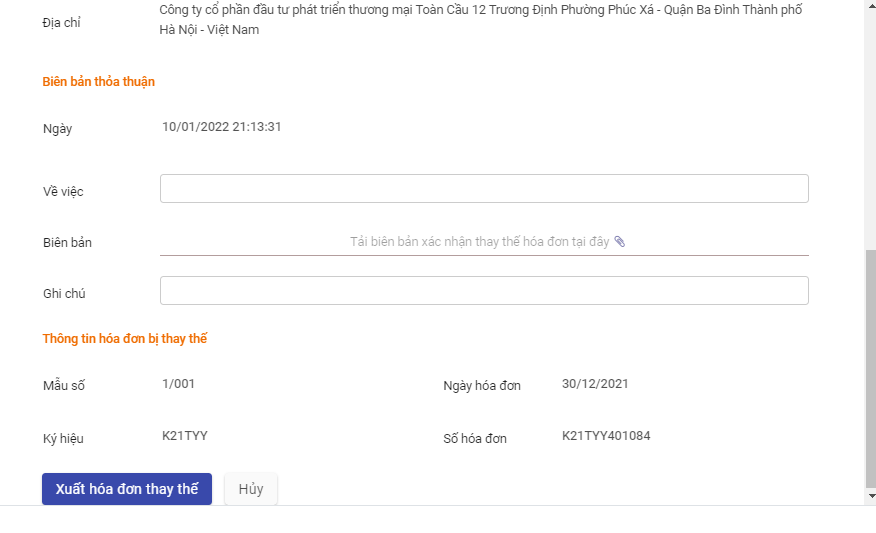 Địa chỉ
Công ty cổ phần đầu tư phát triển thương mại Toàn Cầu 12 Trương Định Phường Phúc Xá - Quận Ba Đình Thành phố
Hà Nội - Việt Nam
Biên bản thỏa thuận
Ngày 10/01/2022 21:13:31
Về việc
Biên bản Tải biên bản xác nhận thay thế hóa đơn tại đây
Ghi chú
Thông tin hóa đơn bị thay thế
Mẫu số 1/001 Ngày hóa đơn 30/12/2021
Ký hiệu K21TYY Số hóa đơn K21TYY401084
Xuất hóa đơn thay thế Hủy